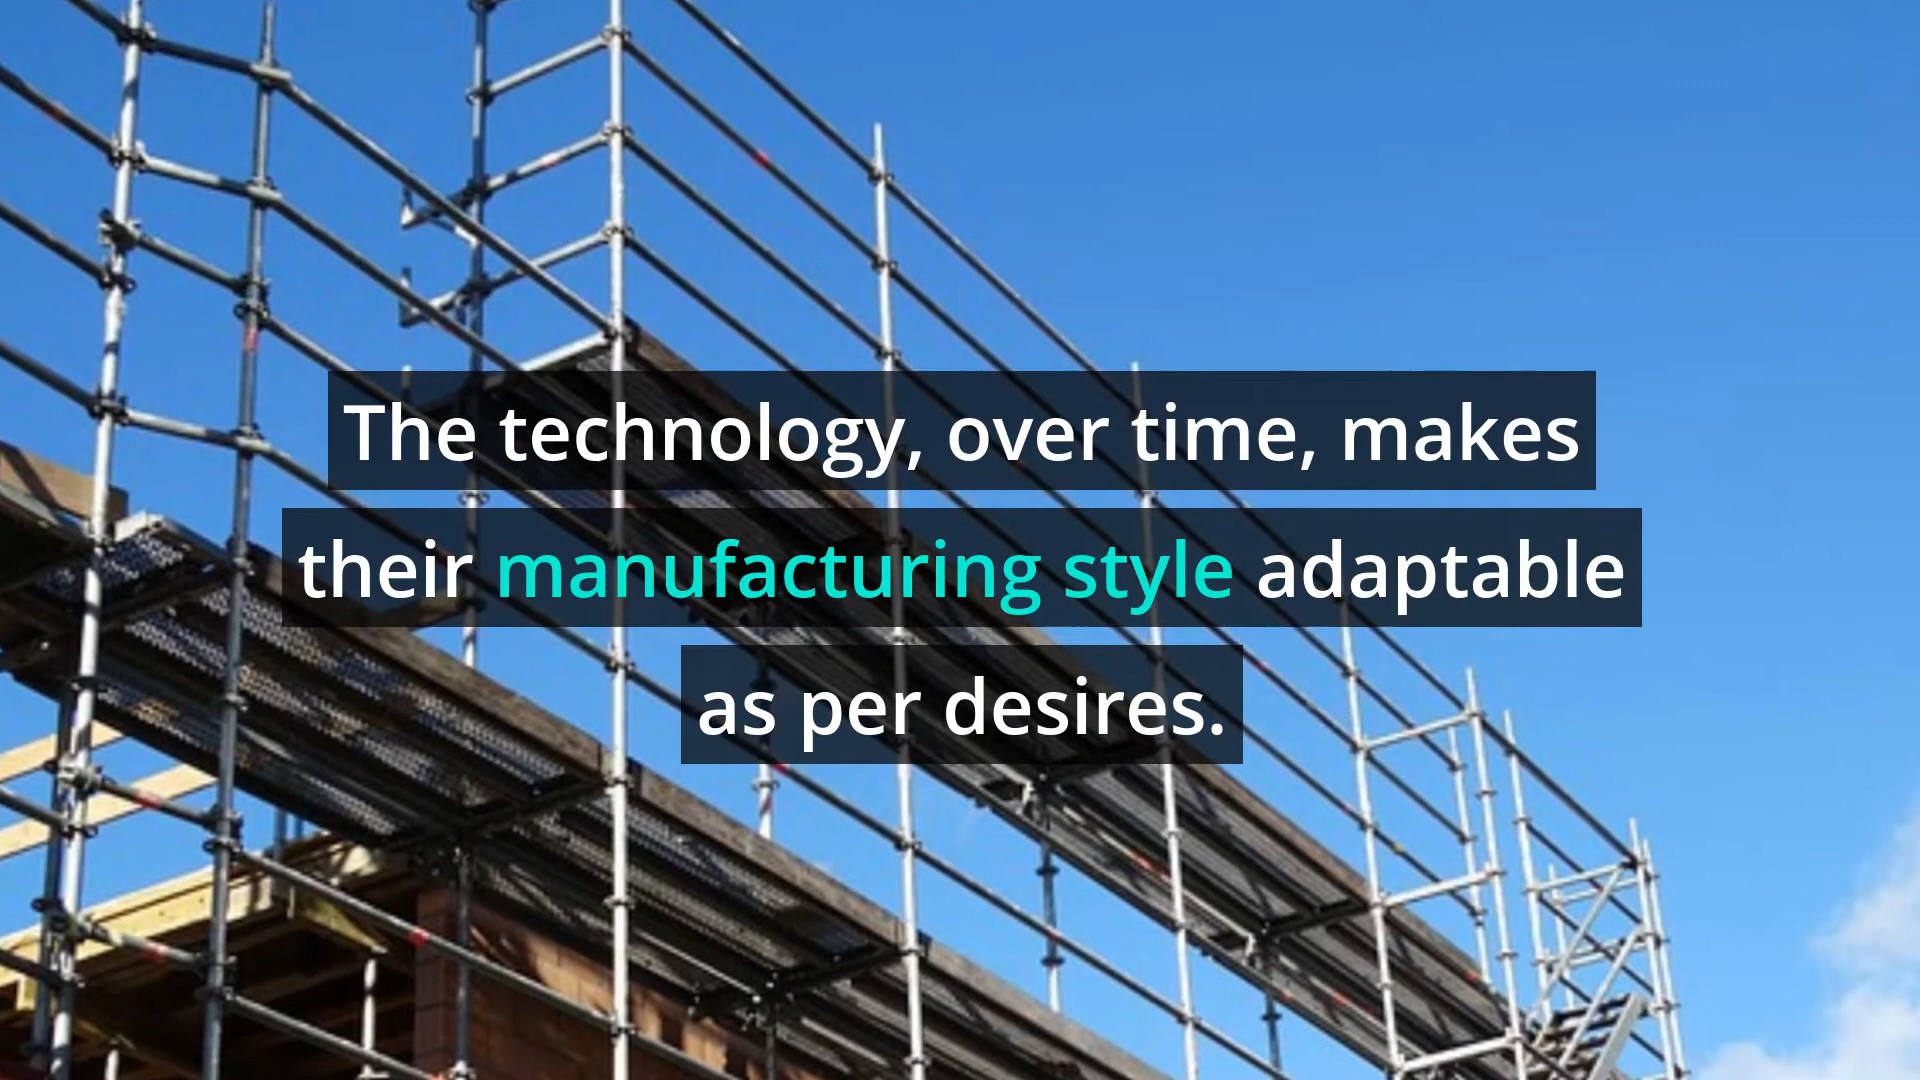 The technology, over time, makes
their manufacturing style adaptable
as per desires.